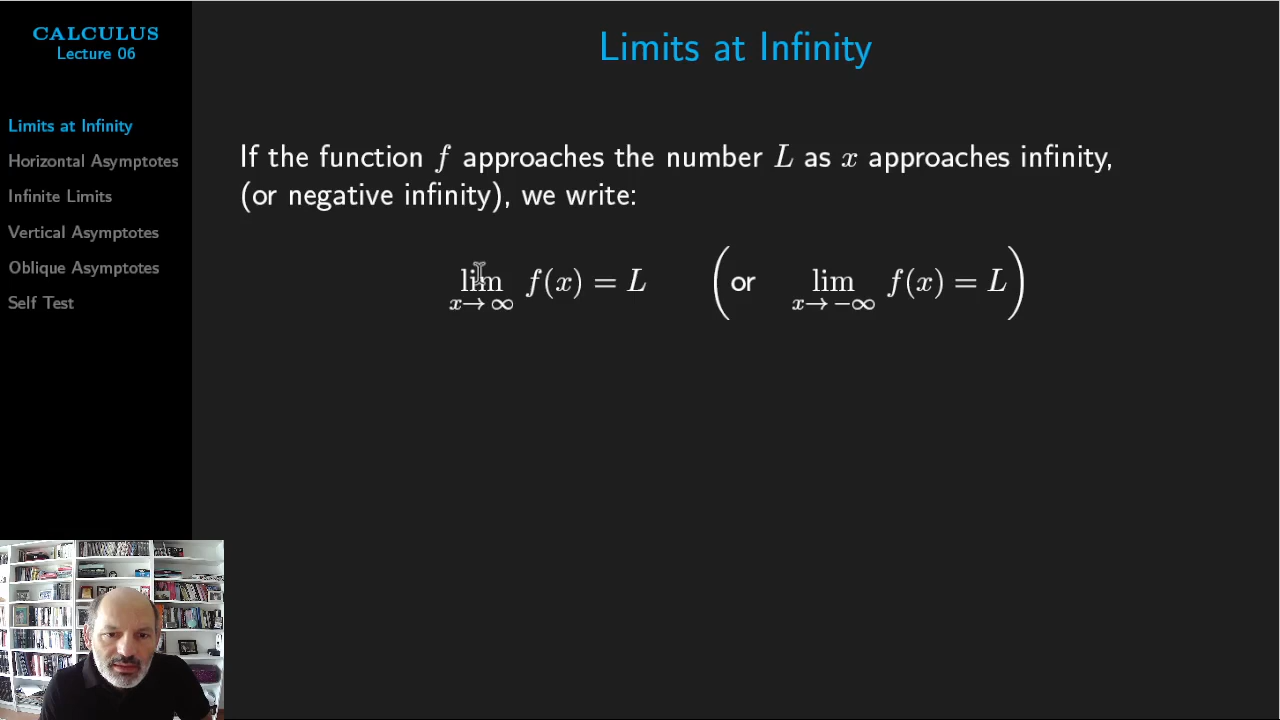 CALCULUS
Lecture 06
Limits at Infinity
Horizontal Asymptotes
Infinite Limits
Vertical Asymptotes
Oblique Asymptotes
Self Test
Limits at Infinity
If the function f approaches the number L as x approaches infinity,
(or negative infinity), we write:
lim x→∞ f(x) = L (or lim x→−∞ f(x) = L)